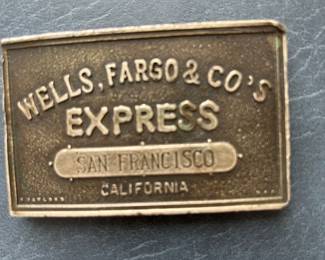 WELLS, FARGO & CO'S
EXPRESS
SAN FRANCISCO
CALIFORNIA